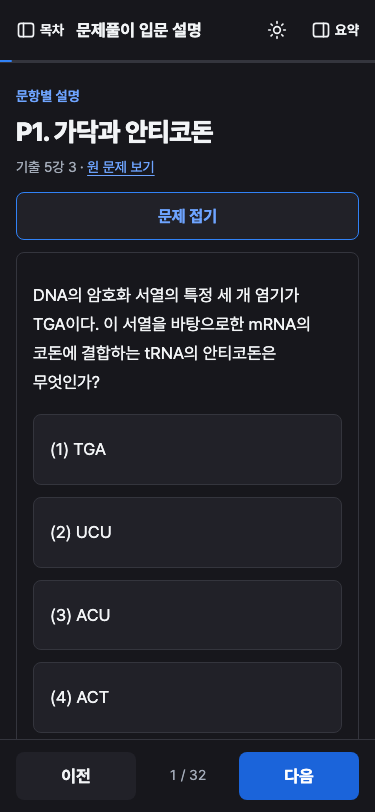 목차 문제풀이 입문 설명 요약
문항별 설명
P1. 가닥과 안티코돈
기출 5강 3 · 원 문제 보기
문제 접기
DNA의 암호화 서열의 특정 세 개 염기가
TGA이다. 이 서열을 바탕으로한 mRNA의
코돈에 결합하는 tRNA의 안티코돈은
무엇인가?
(1) TGA
(2) UCU
(3) ACU
(4) ACT
이전 1 / 32 다음